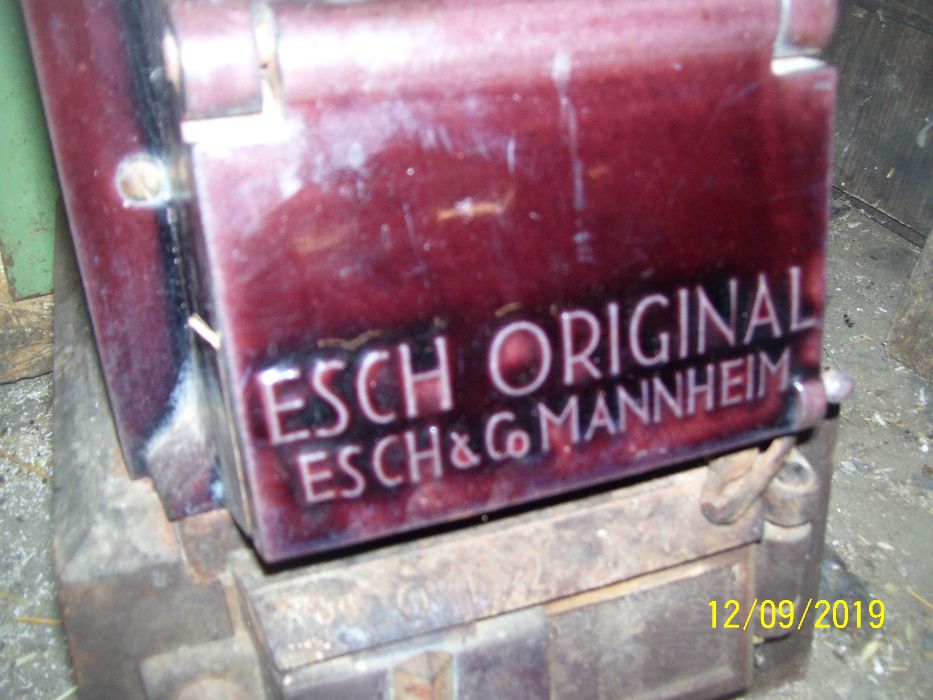 ESCH ORIGINAL
ESCH & Co MANNHEIM
12/09/2019